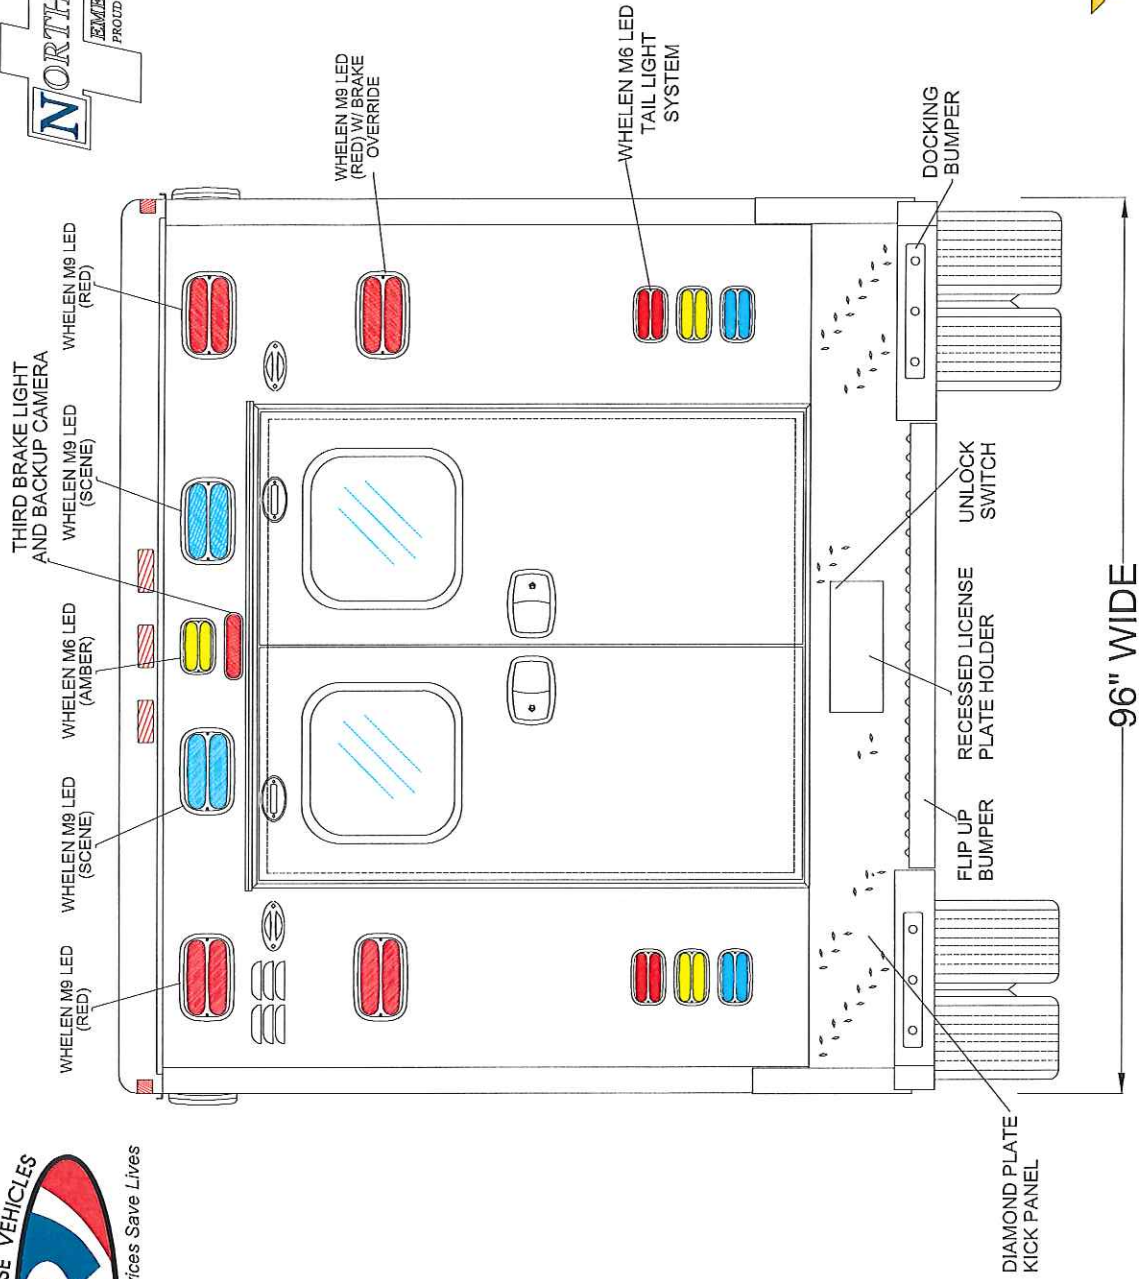 VEHICLES
Save Lives
NORTH
EME
PROUD
THIRD BRAKE LIGHT
AND BACKUP CAMERA
WHELEN M9 LED
(RED)
WHELEN M9 LED
(SCENE)
WHELEN M6 LED
(AMBER)
WHELEN M9 LED
(SCENE)
WHELEN M9 LED
(RED)
WHELEN M9 LED
(RED) W/ BRAKE
OVERRIDE
WHELEN M6 LED
TAIL LIGHT
SYSTEM
DOCKING
BUMPER
DIAMOND PLATE
KICK PANEL
FLIP UP
BUMPER
RECESSED LICENSE
PLATE HOLDER
UNLOCK
SWITCH
96" WIDE